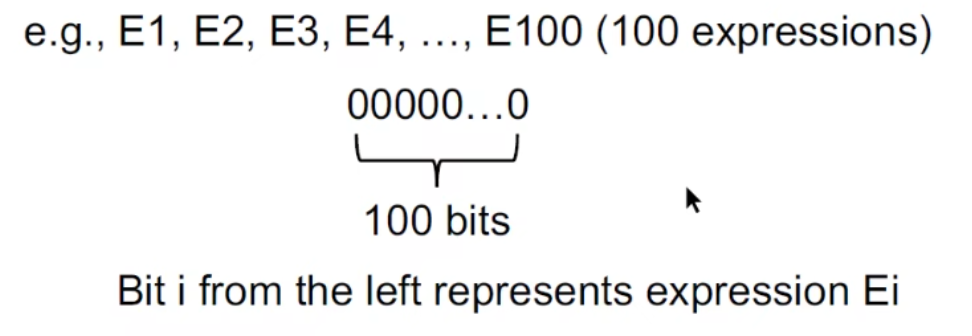 e.g., E1, E2, E3, E4, …, E100 (100 expressions)
00000…0
100 bits
Bit i from the left represents expression Ei